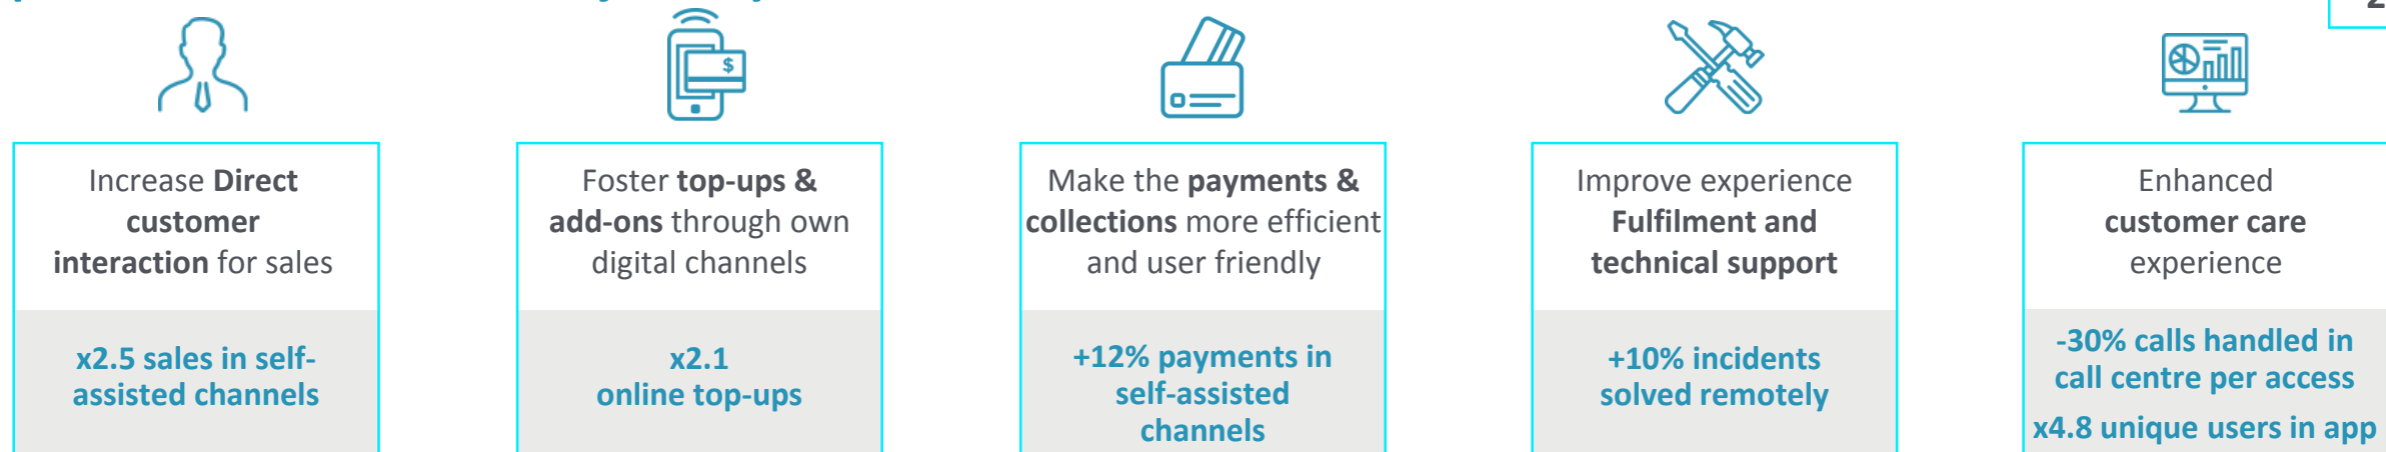 $
Increase Direct
customer
interaction for sales
x2.5 sales in self-
assisted channels
Foster top-ups &
add-ons through own
digital channels
x2.1
online top-ups
Make the payments &
collections more efficient
and user friendly
+12% payments in
self-assisted
channels
Improve experience
Fulfilment and
technical support
+10% incidents
solved remotely
Enhanced
customer care
experience
-30% calls handled in
call centre per access
x4.8 unique users in app